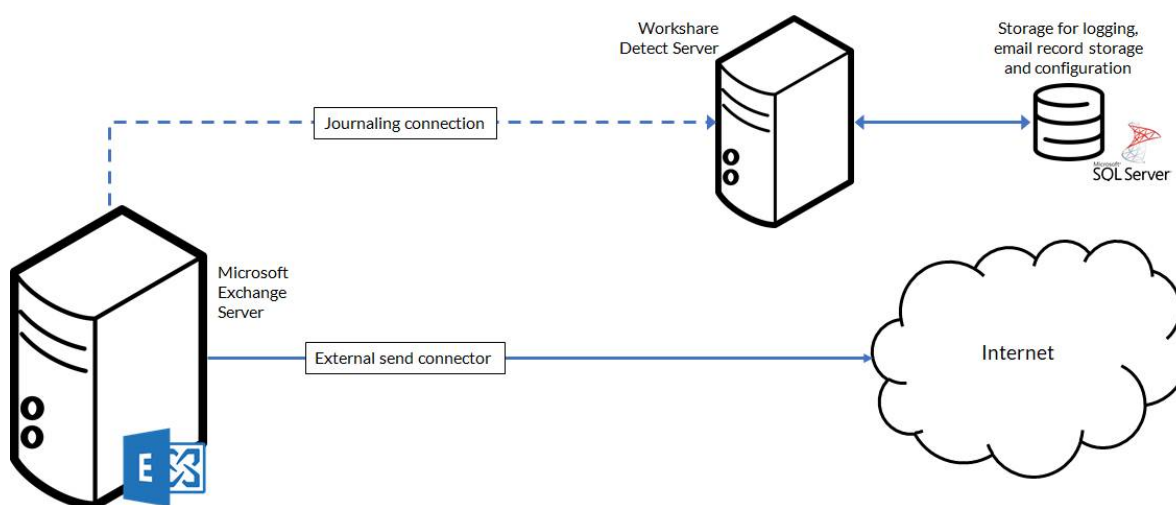 Workshare
Detect Server
Storage for logging,
email record storage
and configuration
Journaling connection
Microsoft
SQL Server
Microsoft
Exchange
Server
External send connector
Internet
E